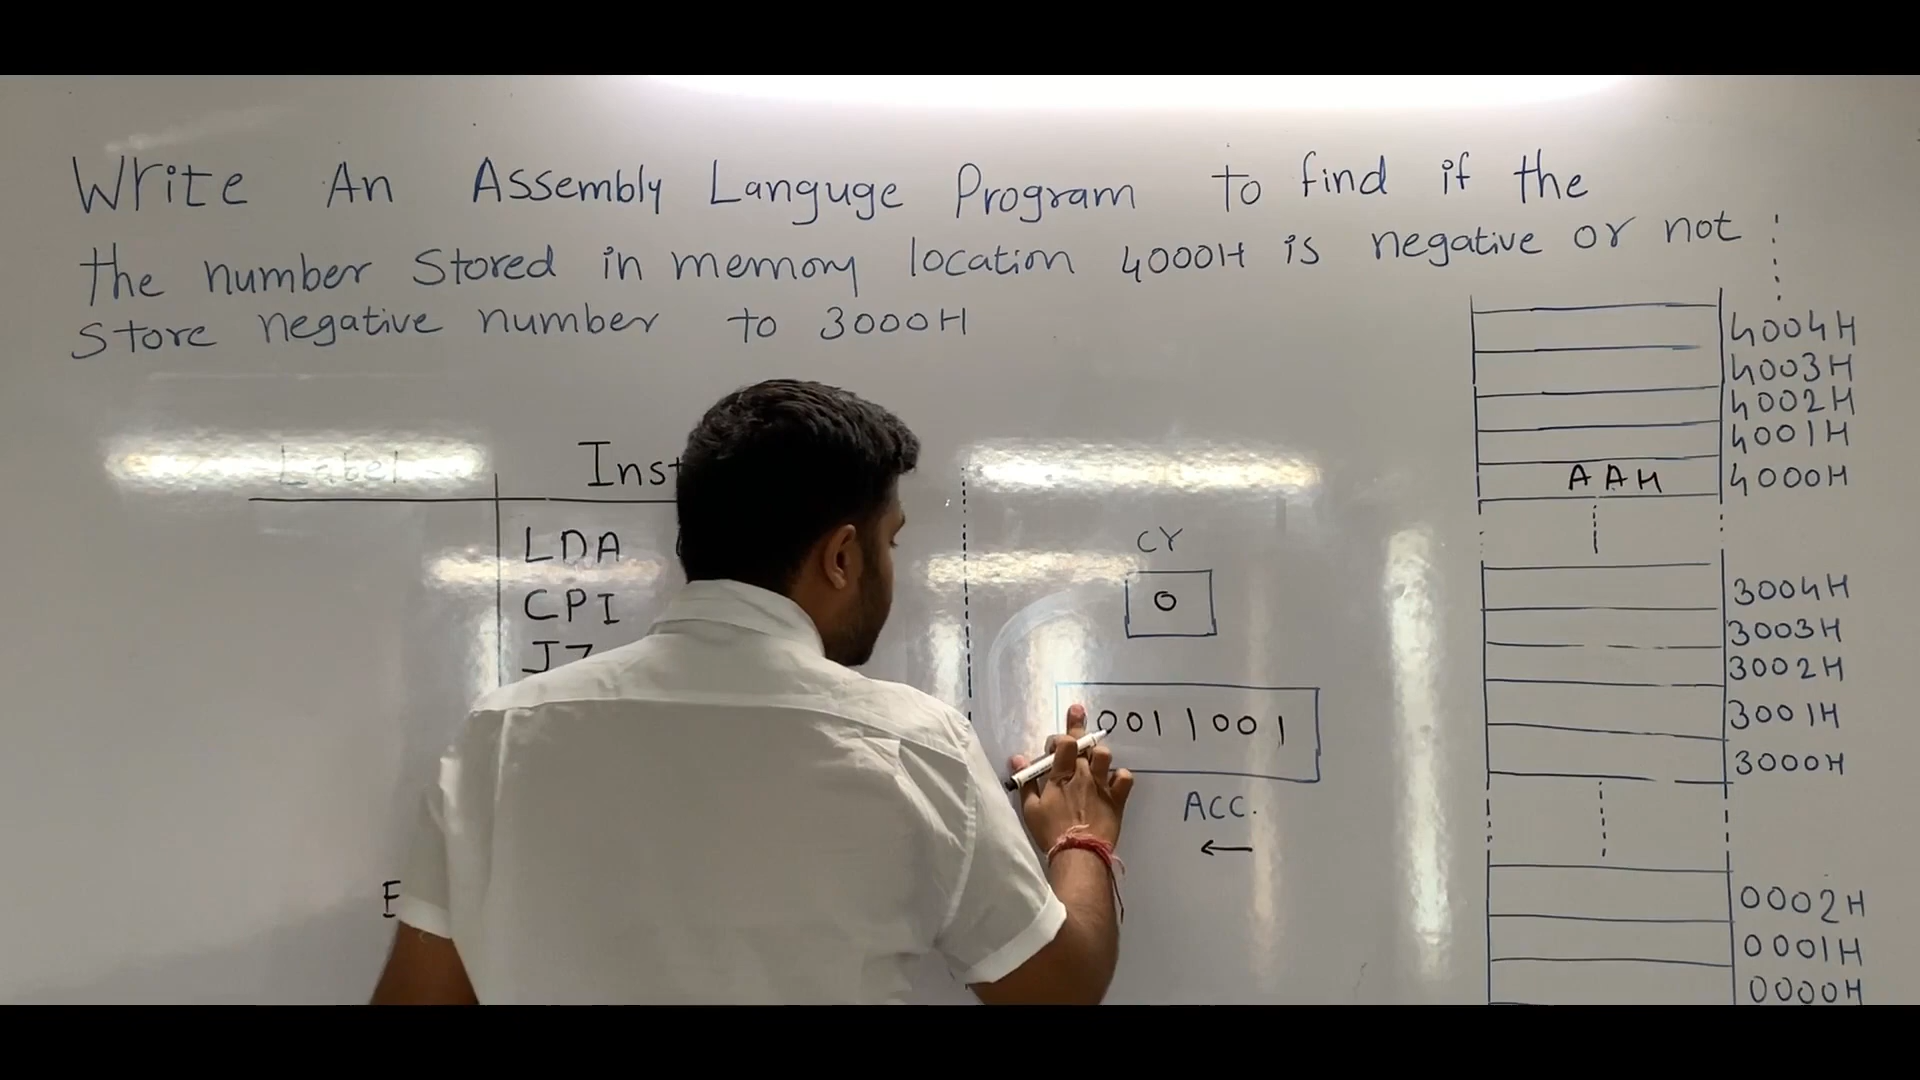 Write An Assembly Languge Program to find if the
the number stored in memory location 4000H is negative or not
store negative number to 3000H
Label
LDA
CPI
CY
0
0011001
ACC.
4004H
4003H
4002H
4001H
AAH 4000H
3004H
3003H
3002H
3001H
3000H
0002H
0001H
0000H